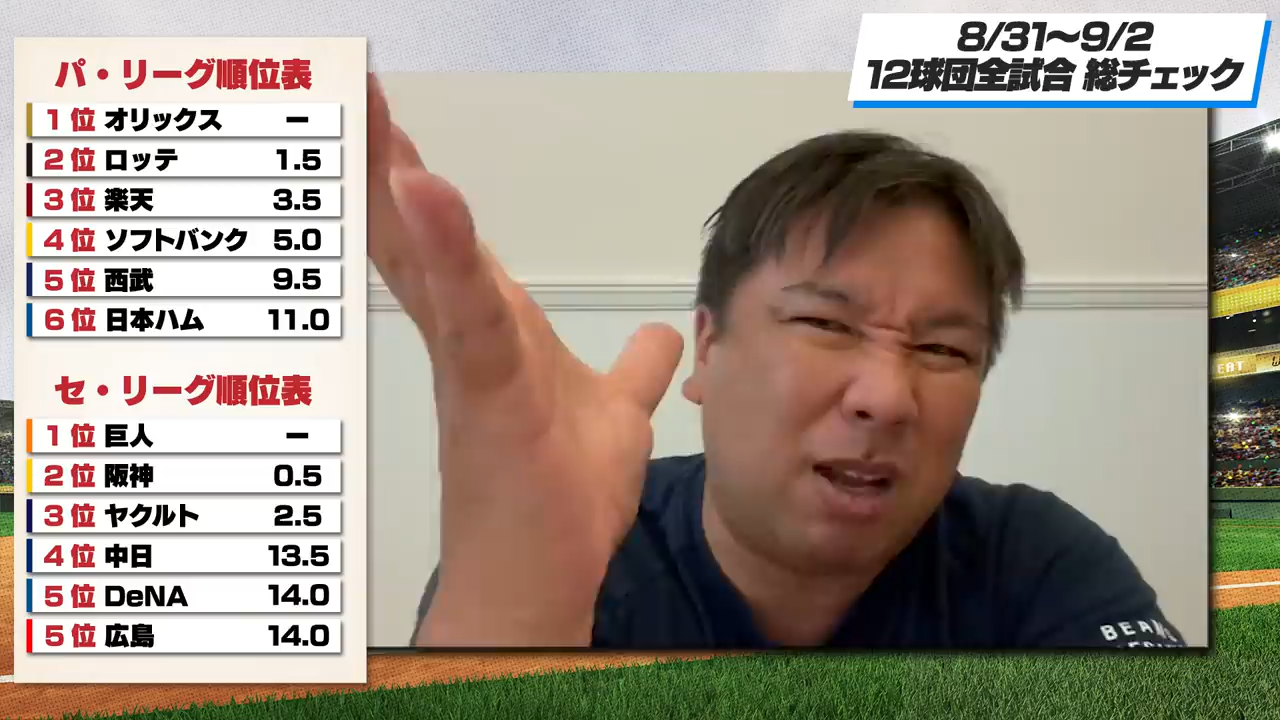 8/31〜9/2
12球団全試合 総チェック
パ・リーグ順位表
1位 オリックス ー
2位 ロッテ 1.5
3位 楽天 3.5
4位 ソフトバンク 5.0
5位 西武 9.5
6位 日本ハム 11.0
セ・リーグ順位表
1位 巨人 ー
2位 阪神 0.5
3位 ヤクルト 2.5
4位 中日 13.5
5位 DeNA 14.0
5位 広島 14.0
BEAMS
EAT